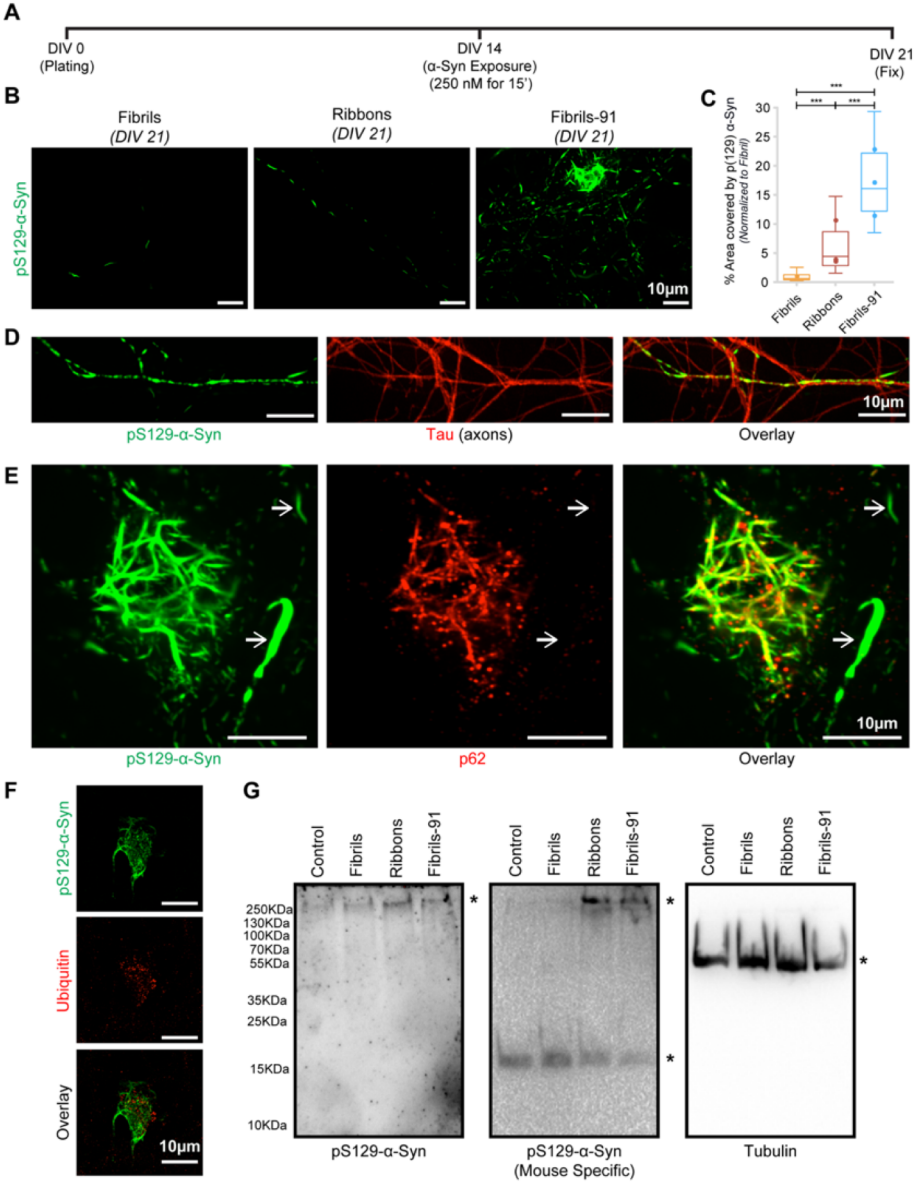 A
DIV 0
(Plating)
DIV 14
(α-Syn Exposure)
(250 nM for 15')
DIV 21
(Fix)
B
Fibrils
(DIV 21)
Ribbons
(DIV 21)
Fibrils-91
(DIV 21)
pS129-α-Syn
10μm
C
% Area covered by p(129) α-Syn
(Normalized to Fibril)
30
25
20
15
10
5
0
***
***
***
Fibrils
Ribbons
Fibrils-91
D
10μm
pS129-α-Syn
Tau (axons)
Overlay
E
10μm
pS129-α-Syn
p62
Overlay
F
pS129-α-Syn
Ubiquitin
Overlay
10μm
G
Control
Fibrils
Ribbons
Fibrils-91
Control
Fibrils
Ribbons
Fibrils-91
Control
Fibrils
Ribbons
Fibrils-91
250KDa
130KDa
100KDa
70KDa
55KDa
35KDa
25KDa
15KDa
10KDa
*
*
*
*
pS129-α-Syn
pS129-α-Syn
(Mouse Specific)
Tubulin